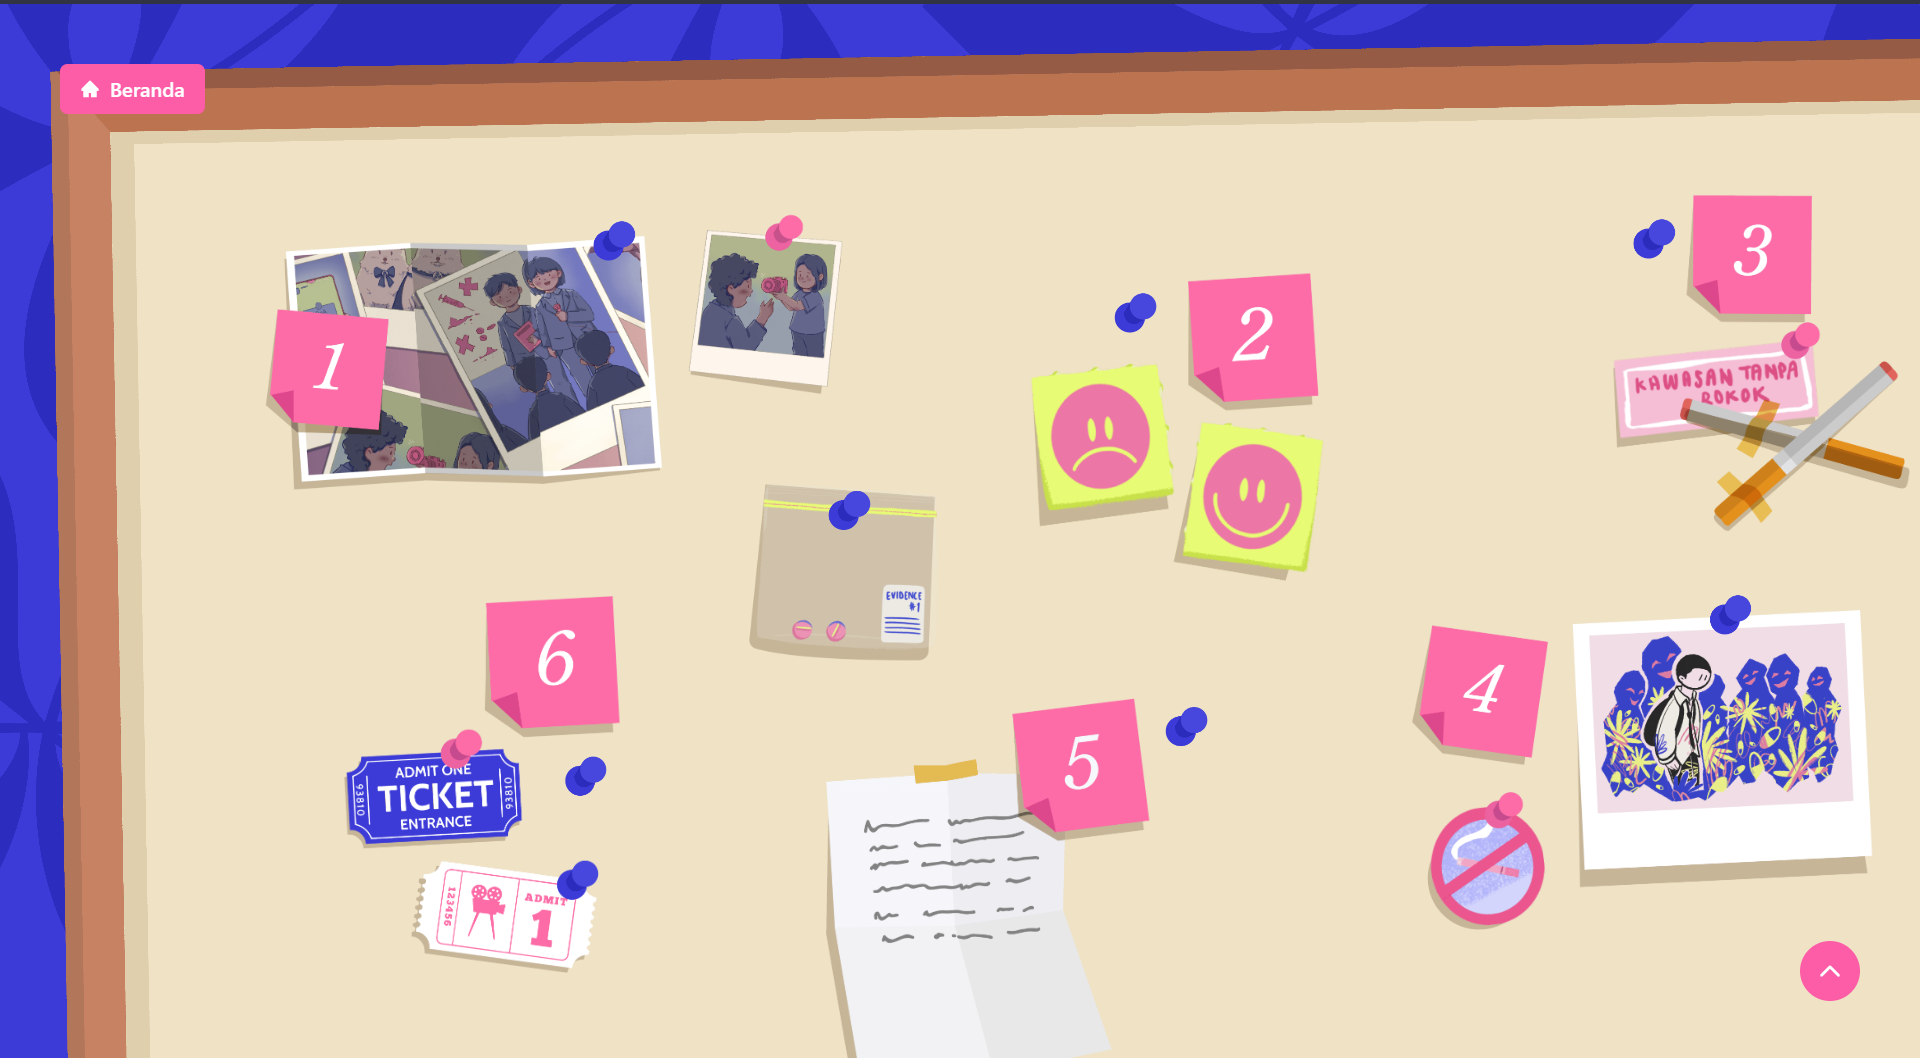 Beranda
1
2
3
KAWASAN TANPA
ROKOK
EVIDENCE
#1
6
4
5
ADMIT ONE
93810
TICKET
93810
ENTRANCE
123456
ADMIT
1